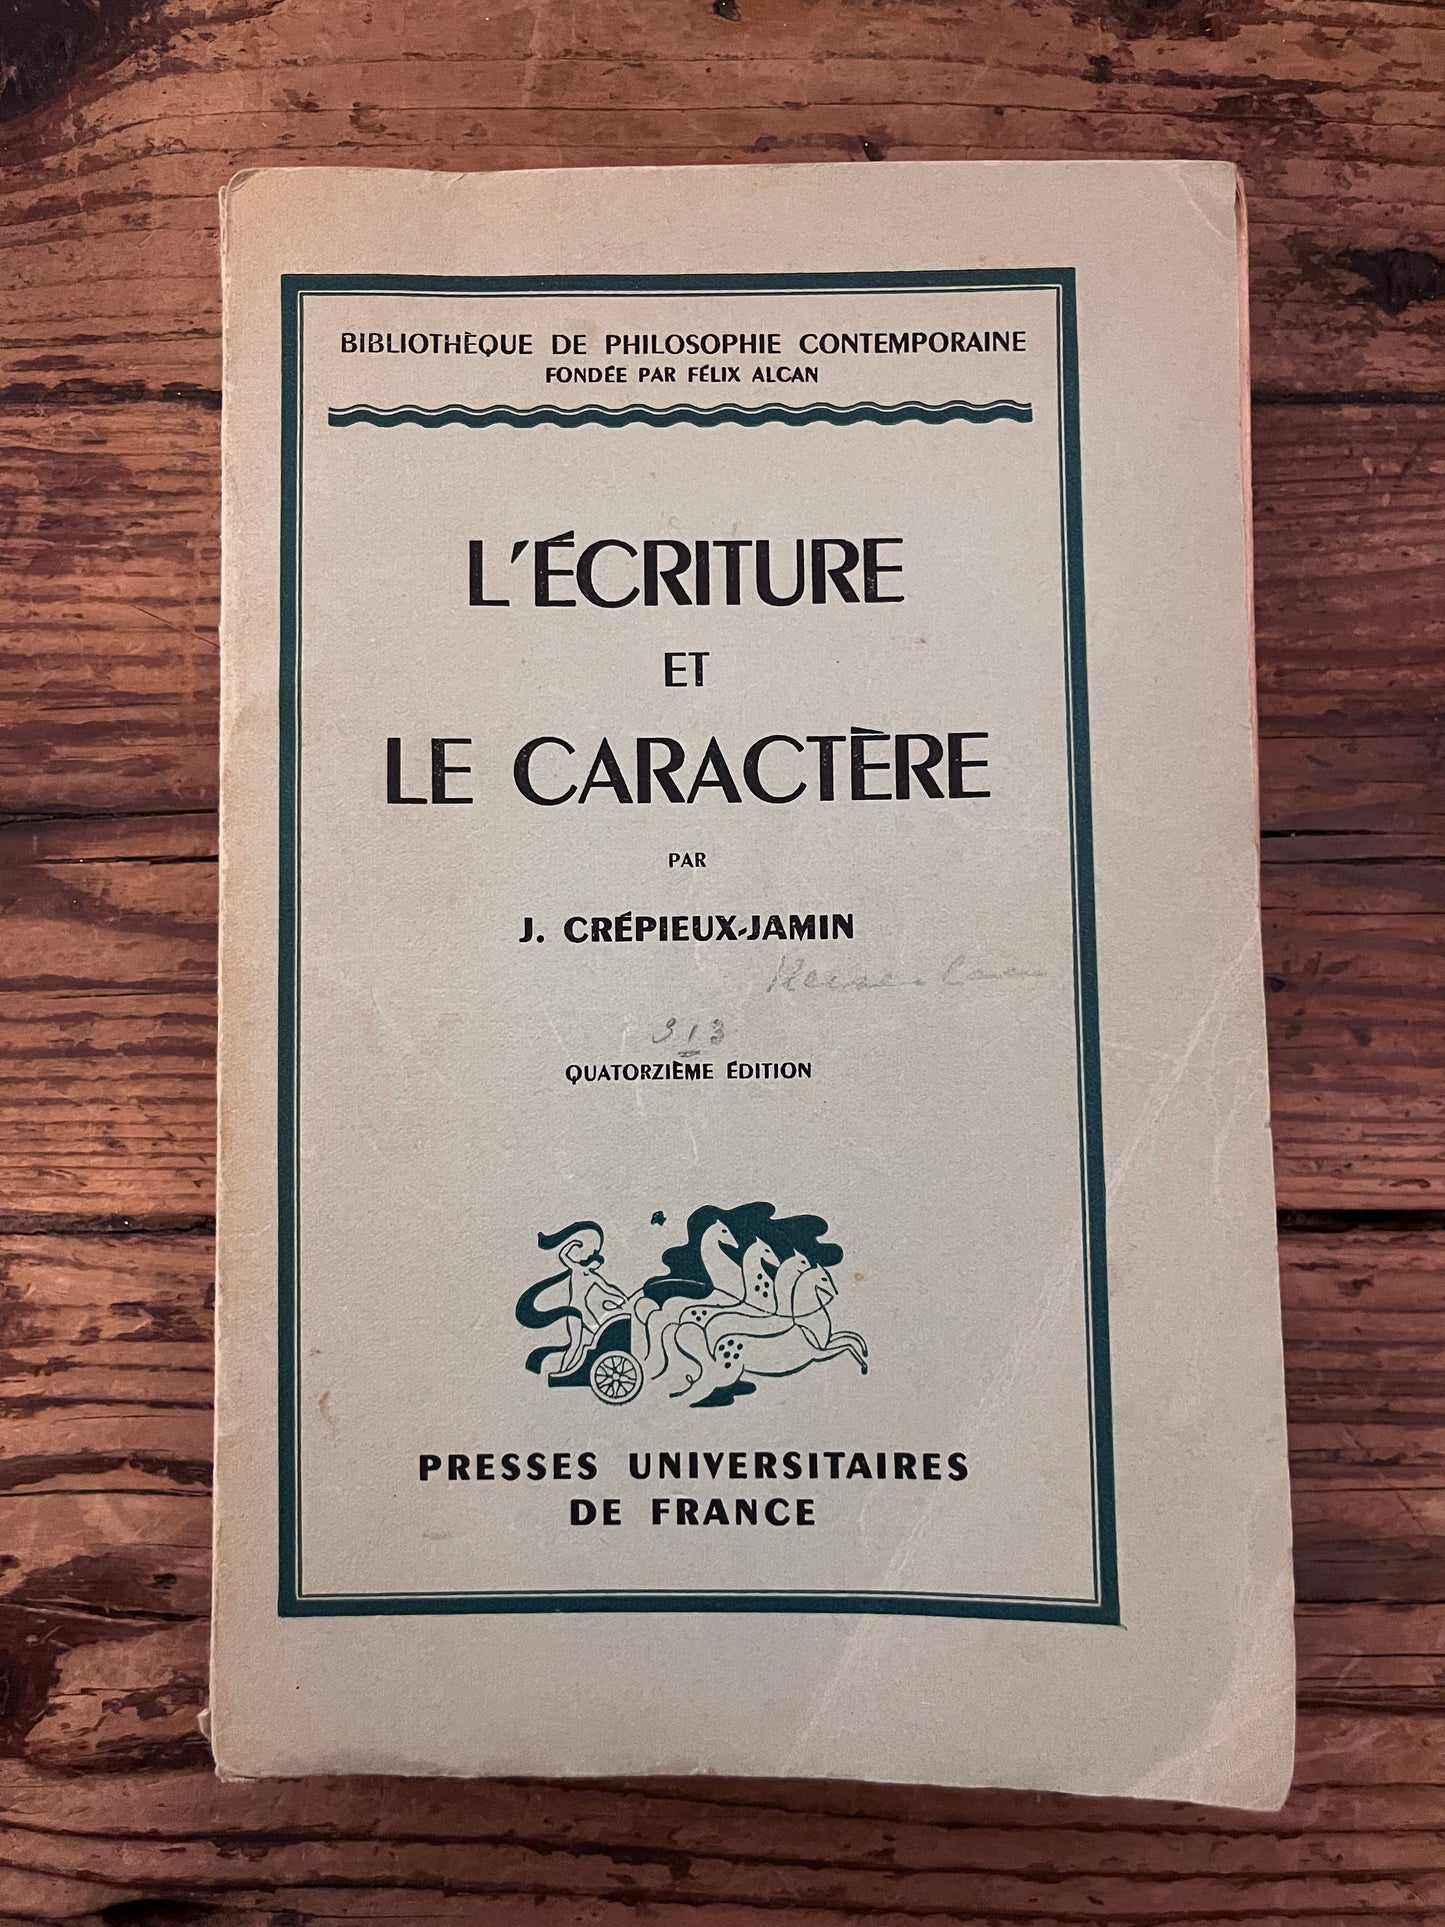 BIBLIOTHÈQUE DE PHILOSOPHIE CONTEMPORAINE
FONDÉE PAR FÉLIX ALCAN
L'ÉCRITURE
ET
LE CARACTÈRE
PAR
J. CRÉPIEUX-JAMIN
313
QUATORZIÈME ÉDITION
PRESSES UNIVERSITAIRES
DE FRANCE